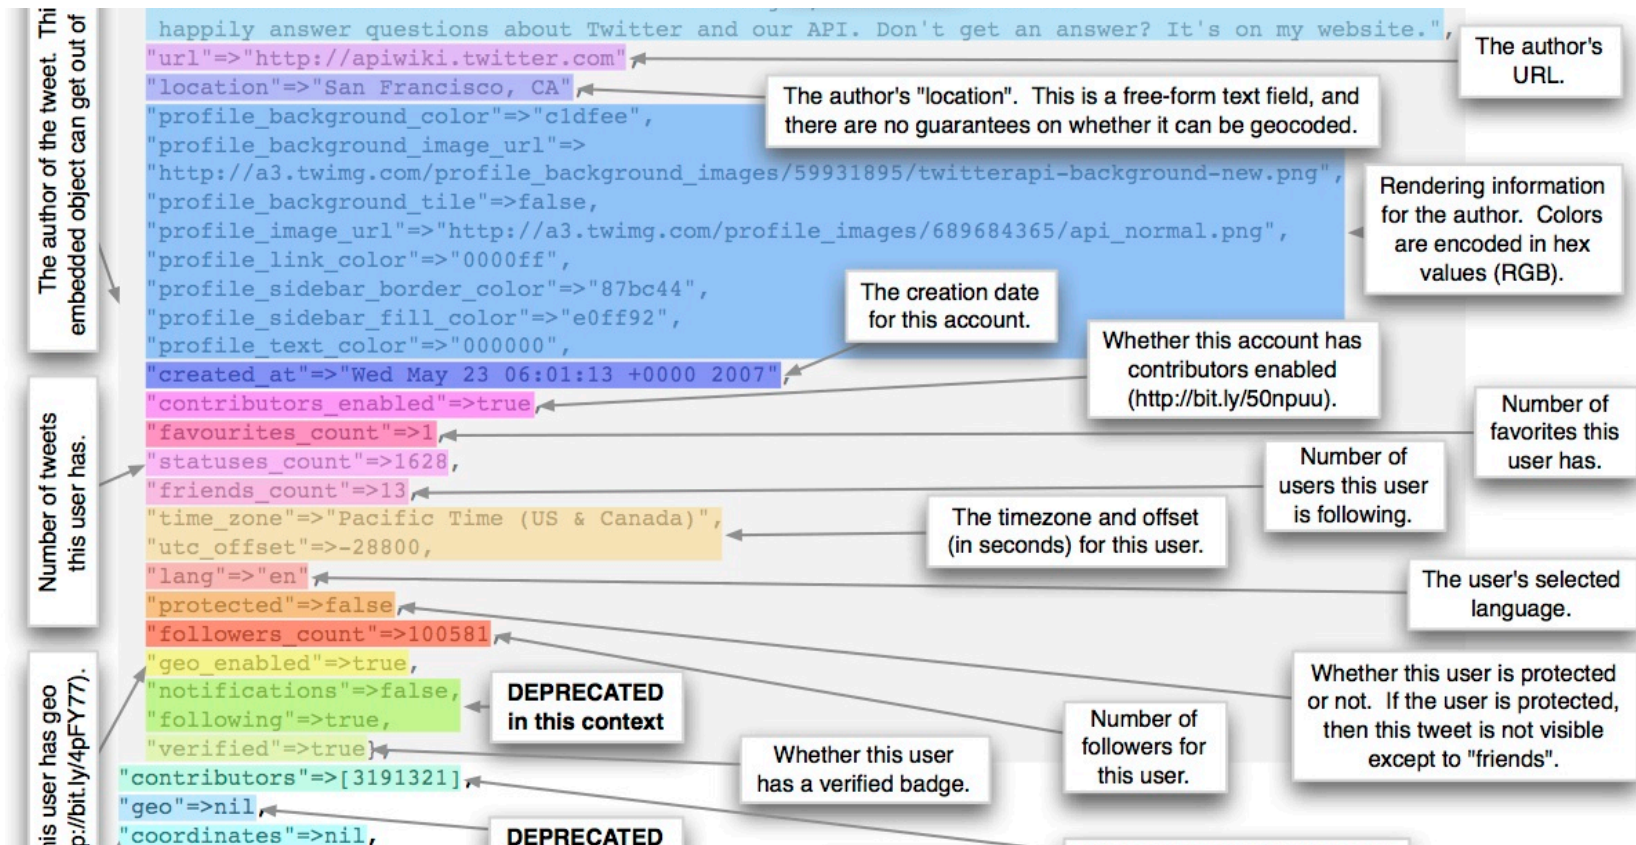 happily answer questions about Twitter and our API. Don't get an answer? It's on my website.",
"url"=>"http://apiwiki.twitter.com",
"location"=>"San Francisco, CA",
"profile_background_color"=>"c1dfee",
"profile_background_image_url"=>
"http://a3.twimg.com/profile_background_images/59931895/twitterapi-background-new.png",
"profile_background_tile"=>false,
"profile_image_url"=>"http://a3.twimg.com/profile_images/689684365/api_normal.png",
"profile_link_color"=>"0000ff",
"profile_sidebar_border_color"=>"87bc44",
"profile_sidebar_fill_color"=>"e0ff92",
"profile_text_color"=>"000000",
"created_at"=>"Wed May 23 06:01:13 +0000 2007",
"contributors_enabled"=>true,
"favourites_count"=>1,
"statuses_count"=>1628,
"friends_count"=>13,
"time_zone"=>"Pacific Time (US & Canada)",
"utc_offset"=>-28800,
"lang"=>"en",
"protected"=>false,
"followers_count"=>100581,
"geo_enabled"=>true,
"notifications"=>false,
"following"=>true,
"verified"=>true},
"contributors"=>[3191321],
"geo"=>nil,
"coordinates"=>nil,
The author of the tweet. Thi
embedded object can get out of
Number of tweets
this user has.
his user has geo
p://bit.ly/4pFY77).
The author's
URL.
The author's "location". This is a free-form text field, and
there are no guarantees on whether it can be geocoded.
Rendering information
for the author. Colors
are encoded in hex
values (RGB).
The creation date
for this account.
Whether this account has
contributors enabled
(http://bit.ly/50npuu).
Number of
favorites this
user has.
Number of
users this user
is following.
The timezone and offset
(in seconds) for this user.
The user's selected
language.
Whether this user is protected
or not. If the user is protected,
then this tweet is not visible
except to "friends".
Number of
followers for
this user.
DEPRECATED
in this context
Whether this user
has a verified badge.
DEPRECATED